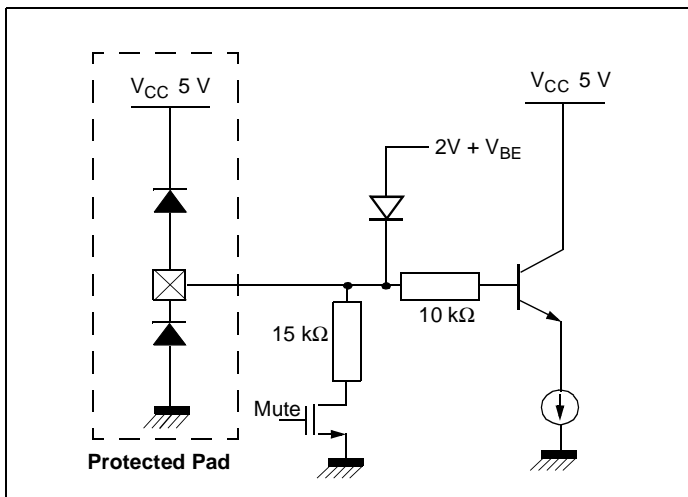 V_CC 5 V
V_CC 5 V
2V + V_BE
15 kΩ
10 kΩ
Mute
Protected Pad